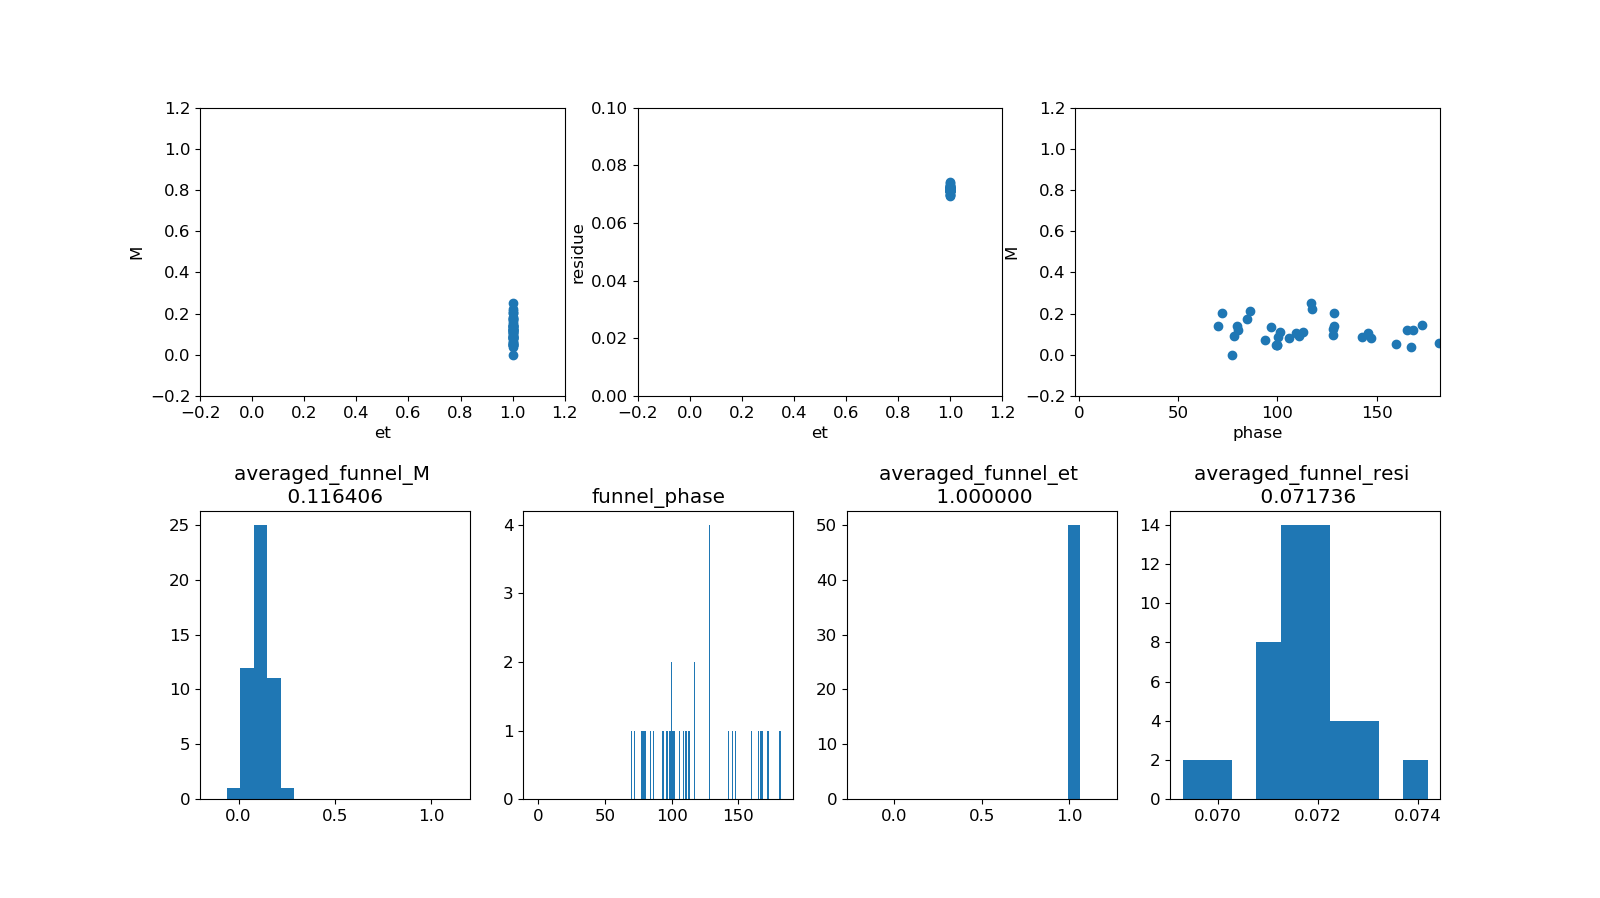 1.2
1.0
0.8
0.6
0.4
0.2
0.0
−0.2
M
−0.2 0.0 0.2 0.4 0.6 0.8 1.0 1.2
et
0.10
0.08
0.06
0.04
0.02
0.00
residue
−0.2 0.0 0.2 0.4 0.6 0.8 1.0 1.2
et
1.2
1.0
0.8
0.6
0.4
0.2
0.0
−0.2
M
0 50 100 150
phase
averaged_funnel_M
0.116406
25
20
15
10
5
0
0.0 0.5 1.0
funnel_phase
4
3
2
1
0
0 50 100 150
averaged_funnel_et
1.000000
50
40
30
20
10
0
0.0 0.5 1.0
averaged_funnel_resi
0.071736
14
12
10
8
6
4
2
0
0.070 0.072 0.074